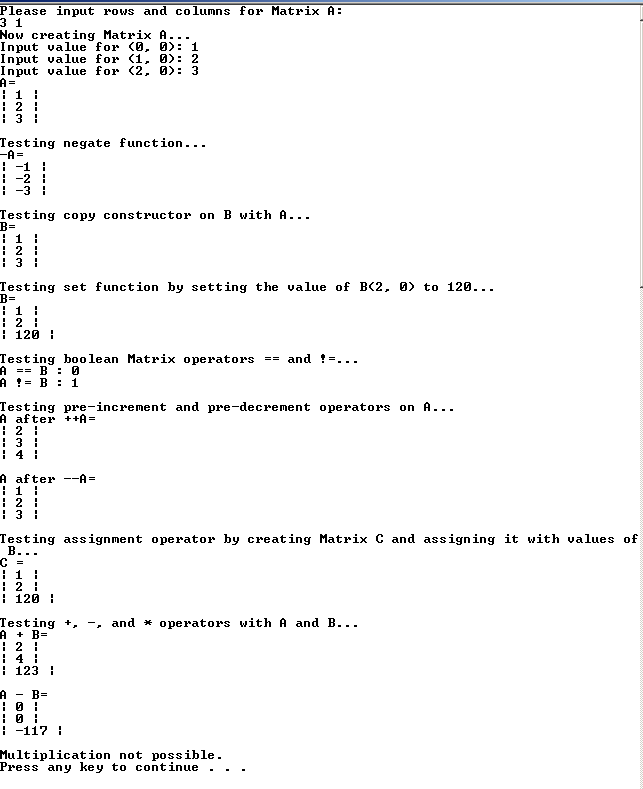 Please input rows and columns for Matrix A:
3 1
Now creating Matrix A...
Input value for (0, 0): 1
Input value for (1, 0): 2
Input value for (2, 0): 3
A=
¦ 1 ¦
¦ 2 ¦
¦ 3 ¦
Testing negate function...
-A=
¦ -1 ¦
¦ -2 ¦
¦ -3 ¦
Testing copy constructor on B with A...
B=
¦ 1 ¦
¦ 2 ¦
¦ 3 ¦
Testing set function by setting the value of B(2, 0) to 120...
B=
¦ 1 ¦
¦ 2 ¦
¦ 120 ¦
Testing boolean Matrix operators == and !=...
A == B : 0
A != B : 1
Testing pre-increment and pre-decrement operators on A...
A after ++A=
¦ 2 ¦
¦ 3 ¦
¦ 4 ¦
A after --A=
¦ 1 ¦
¦ 2 ¦
¦ 3 ¦
Testing assignment operator by creating Matrix C and assigning it with values of
 B...
C =
¦ 1 ¦
¦ 2 ¦
¦ 120 ¦
Testing +, -, and * operators with A and B...
A + B=
¦ 2 ¦
¦ 4 ¦
¦ 123 ¦
A - B=
¦ 0 ¦
¦ 0 ¦
¦ -117 ¦
Multiplication not possible.
Press any key to continue . . .